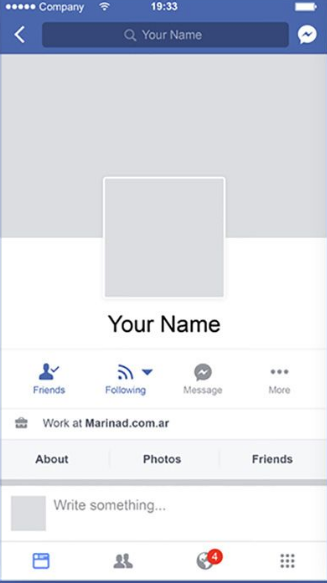 Company 19:33
Your Name
Your Name
Friends Following Message More
Work at Marinad.com.ar
About Photos Friends
Write something...
4